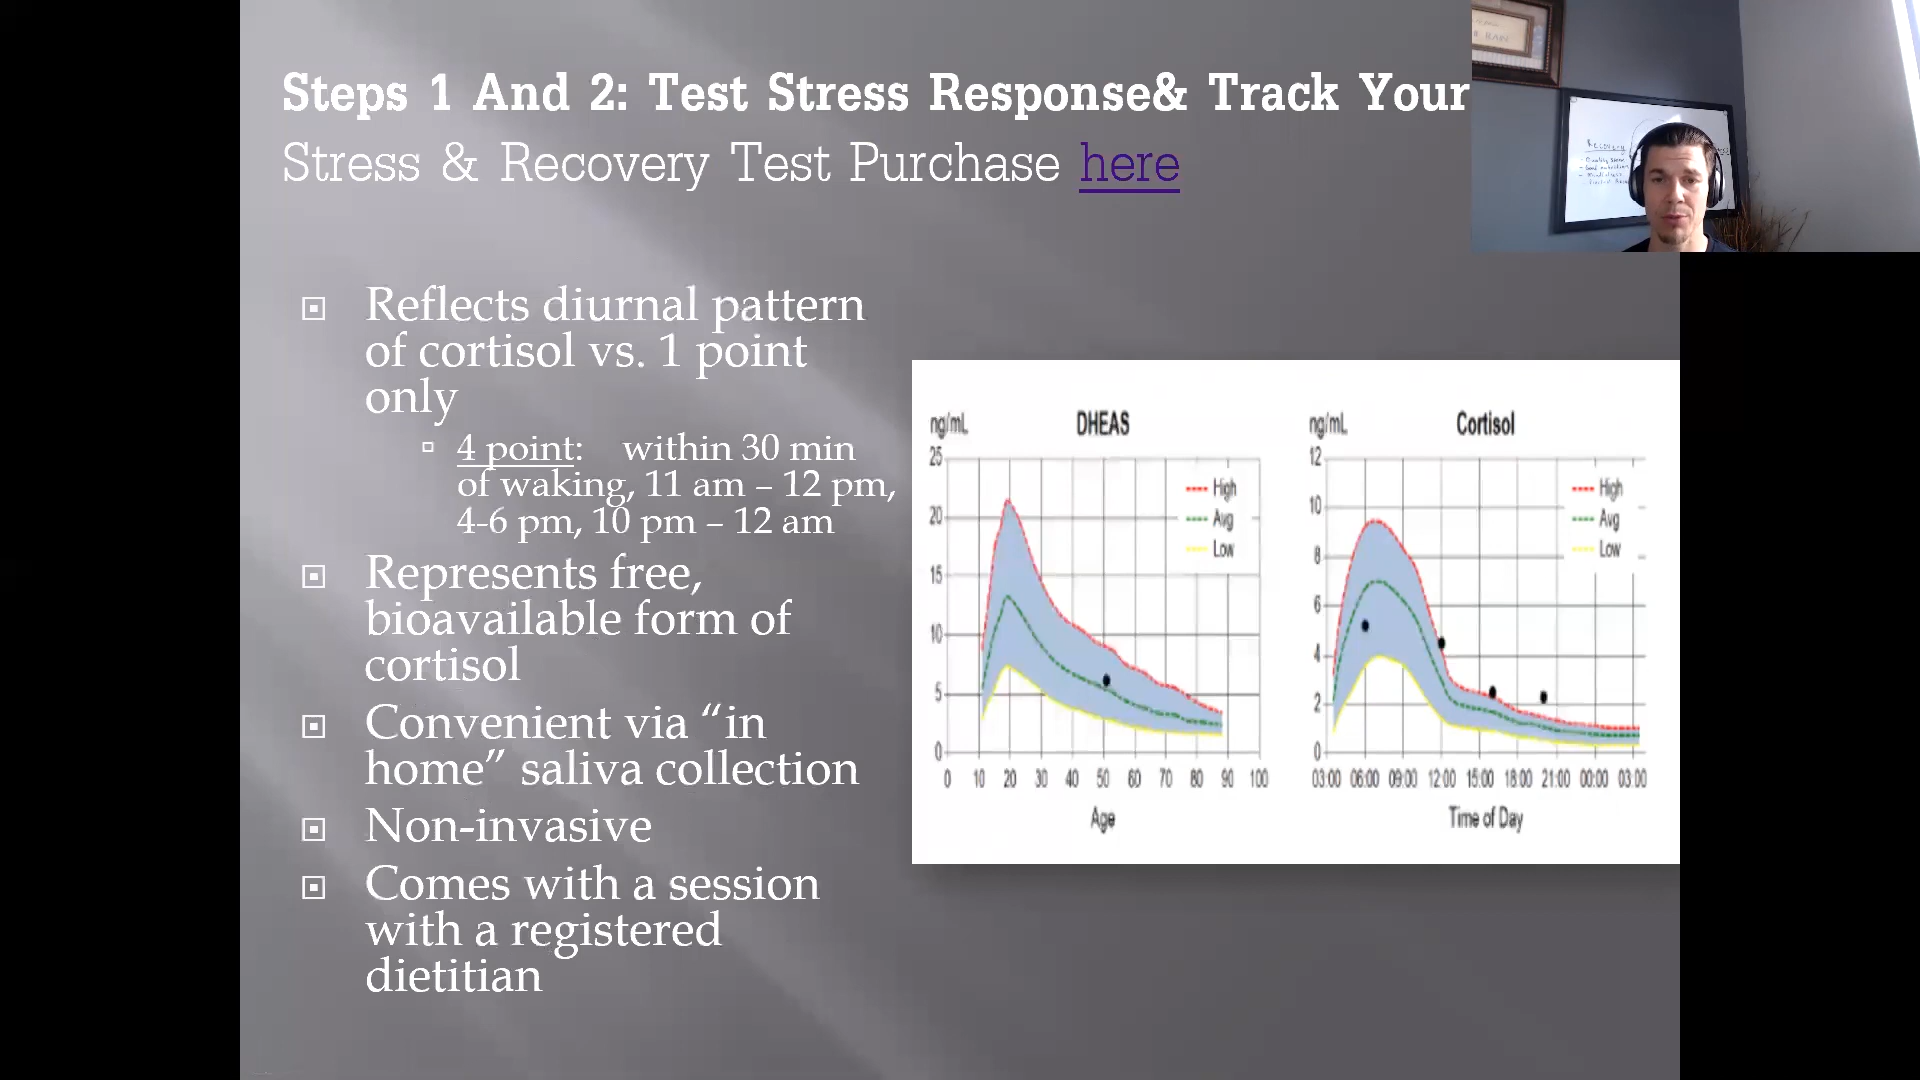 Steps 1 And 2: Test Stress Response& Track Your
Stress & Recovery Test Purchase here
Reflects diurnal pattern
of cortisol vs. 1 point
only
4 point: within 30 min
of waking, 11 am – 12 pm,
4-6 pm, 10 pm – 12 am
Represents free,
bioavailable form of
cortisol
Convenient via “in
home” saliva collection
Non-invasive
Comes with a session
with a registered
dietitian
ng/mL DHEAS
25
20
15
10
5
0
High
Avg
Low
0 10 20 30 40 50 60 70 80 90 100
Age
ng/mL Cortisol
12
10
8
6
4
2
0
High
Avg
Low
03:00 06:00 09:00 12:00 15:00 18:00 21:00 00:00 03:00
Time of Day
Recovery